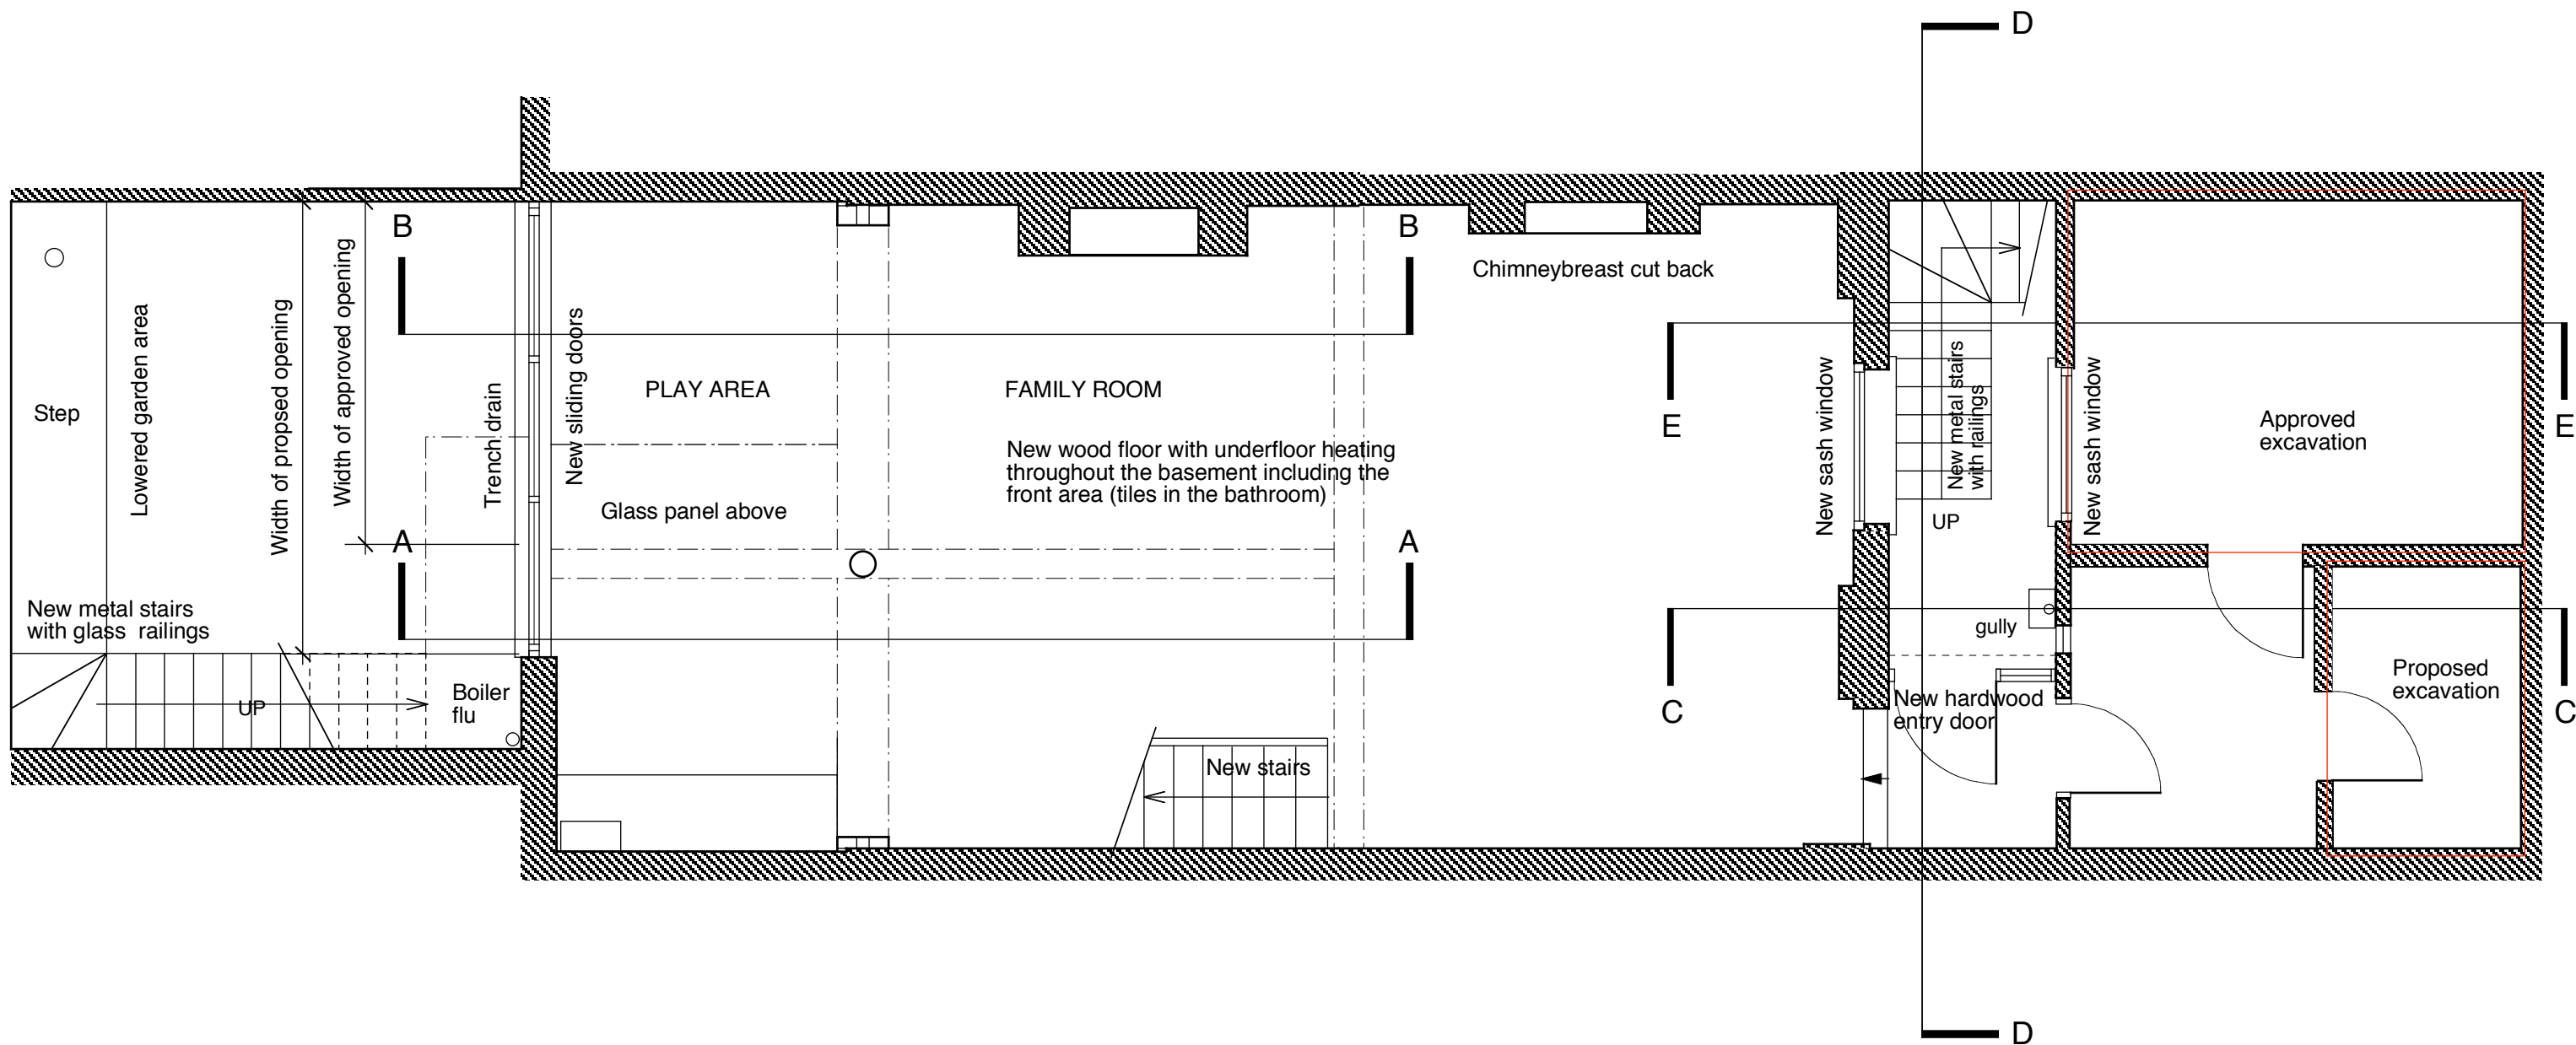 D
B
B
Chimneybreast cut back
Step
Lowered garden area
Width of propsed opening
Width of approved opening
Trench drain
New sliding doors
PLAY AREA
FAMILY ROOM
New wood floor with underfloor heating
throughout the basement including the
front area (tiles in the bathroom)
Glass panel above
A
A
E
E
New sash window
New metal stairs
with railings
UP
New sash window
Approved
excavation
New metal stairs
with glass railings
UP
Boiler
flu
New stairs
gully
C
C
New hardwood
entry door
Proposed
excavation
D